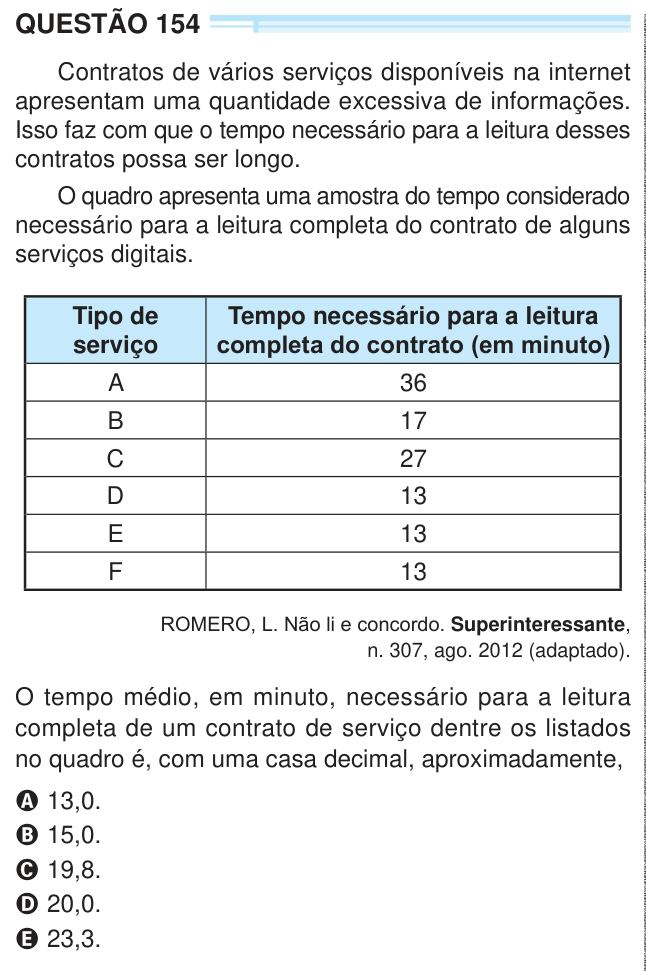 QUESTÃO 154
Contratos de vários serviços disponíveis na internet
apresentam uma quantidade excessiva de informações.
Isso faz com que o tempo necessário para a leitura desses
contratos possa ser longo.
O quadro apresenta uma amostra do tempo considerado
necessário para a leitura completa do contrato de alguns
serviços digitais.
Tipo de serviço | Tempo necessário para a leitura completa do contrato (em minuto)
A 36
B 17
C 27
D 13
E 13
F 13
ROMERO, L. Não li e concordo. Superinteressante,
n. 307, ago. 2012 (adaptado).
O tempo médio, em minuto, necessário para a leitura
completa de um contrato de serviço dentre os listados
no quadro é, com uma casa decimal, aproximadamente,
A 13,0.
B 15,0.
C 19,8.
D 20,0.
E 23,3.